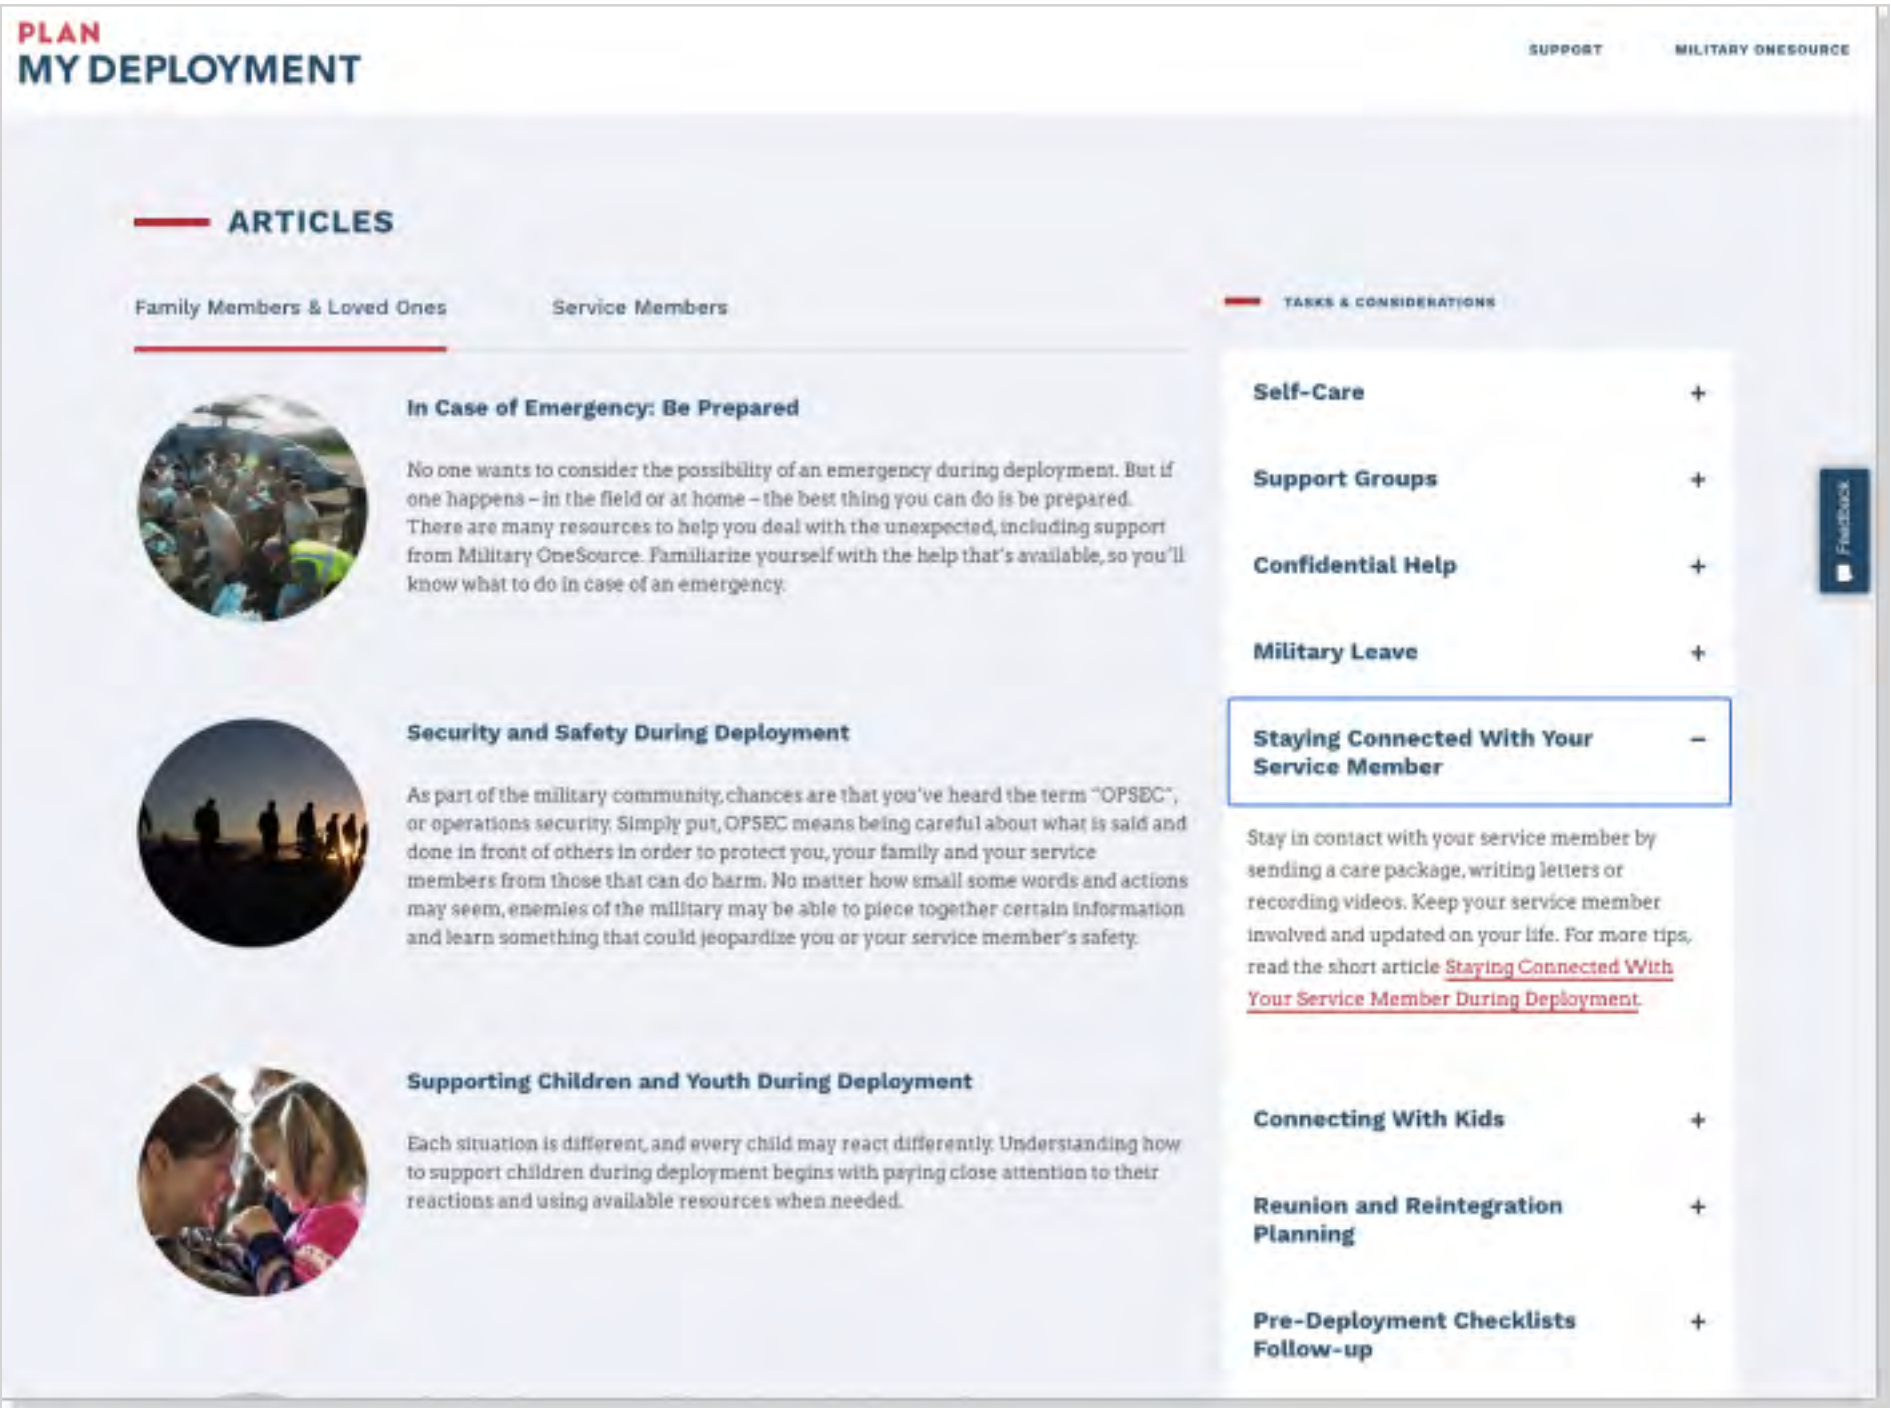 PLAN
MY DEPLOYMENT
SUPPORT
MILITARY ONESOURCE
ARTICLES
Family Members & Loved Ones
Service Members
In Case of Emergency: Be Prepared
No one wants to consider the possibility of an emergency during deployment. But if
one happens – in the field or at home – the best thing you can do is be prepared.
There are many resources to help you deal with the unexpected, including support
from Military OneSource. Familiarize yourself with the help that's available, so you'll
know what to do in case of an emergency.
Security and Safety During Deployment
As part of the military community, chances are that you've heard the term "OPSEC",
or operations security. Simply put, OPSEC means being careful about what is said and
done in front of others in order to protect you, your family and your service
members from those that can do harm. No matter how small some words and actions
may seem, enemies of the military may be able to piece together certain information
and learn something that could jeopardize you or your service member's safety.
Supporting Children and Youth During Deployment
Each situation is different, and every child may react differently. Understanding how
to support children during deployment begins with paying close attention to their
reactions and using available resources when needed.
TASKS & CONSIDERATIONS
Self-Care +
Support Groups +
Confidential Help +
Military Leave +
Staying Connected With Your –
Service Member
Stay in contact with your service member by
sending a care package, writing letters or
recording videos. Keep your service member
involved and updated on your life. For more tips,
read the short article Staying Connected With
Your Service Member During Deployment.
Connecting With Kids +
Reunion and Reintegration +
Planning
Pre-Deployment Checklists +
Follow-up
Feedback